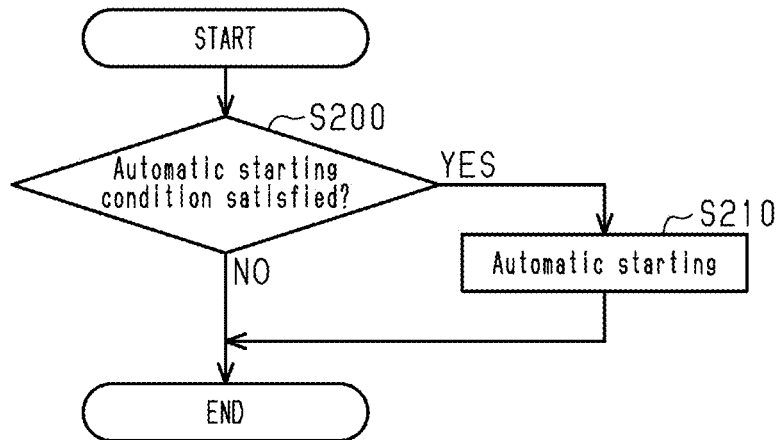 START
S200
Automatic starting
condition satisfied?
YES
S210
Automatic starting
NO
END